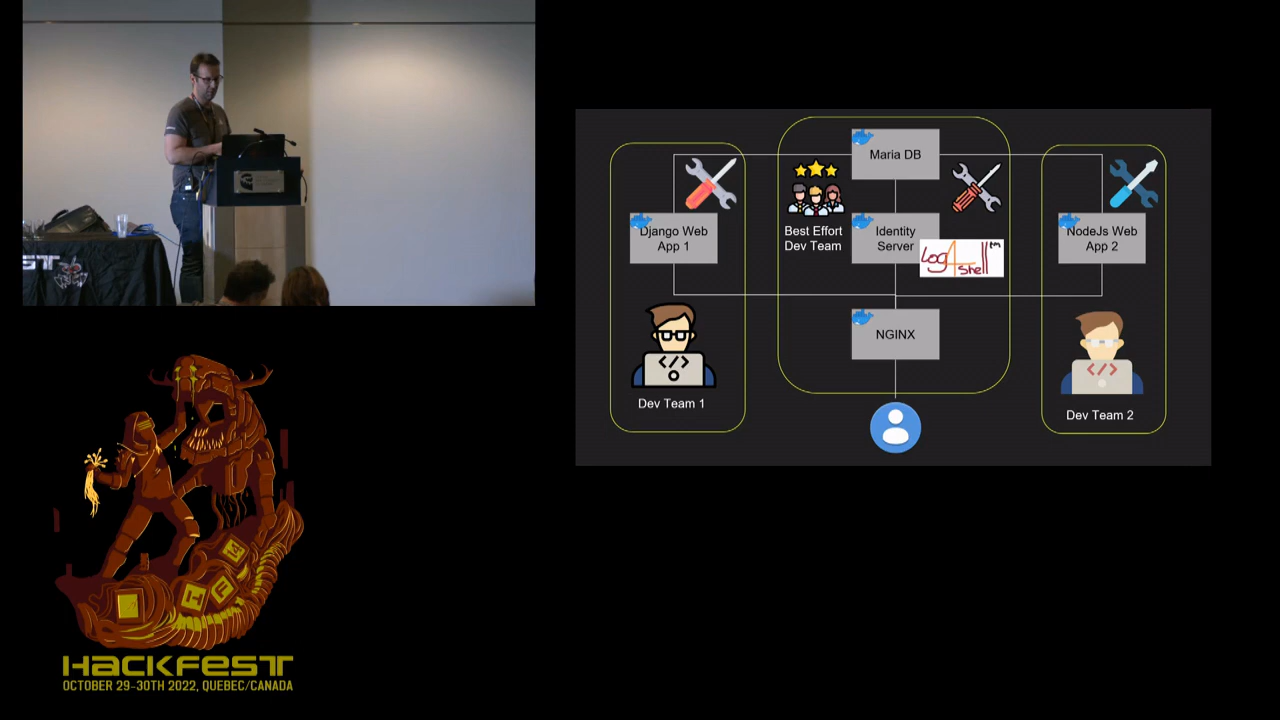 Maria DB
Django Web
App 1
Best Effort
Dev Team
Identity
Server
Log4shell™
NodeJs Web
App 2
NGINX
Dev Team 1
Dev Team 2
HACKFEST
OCTOBER 29-30TH 2022, QUEBEC/CANADA